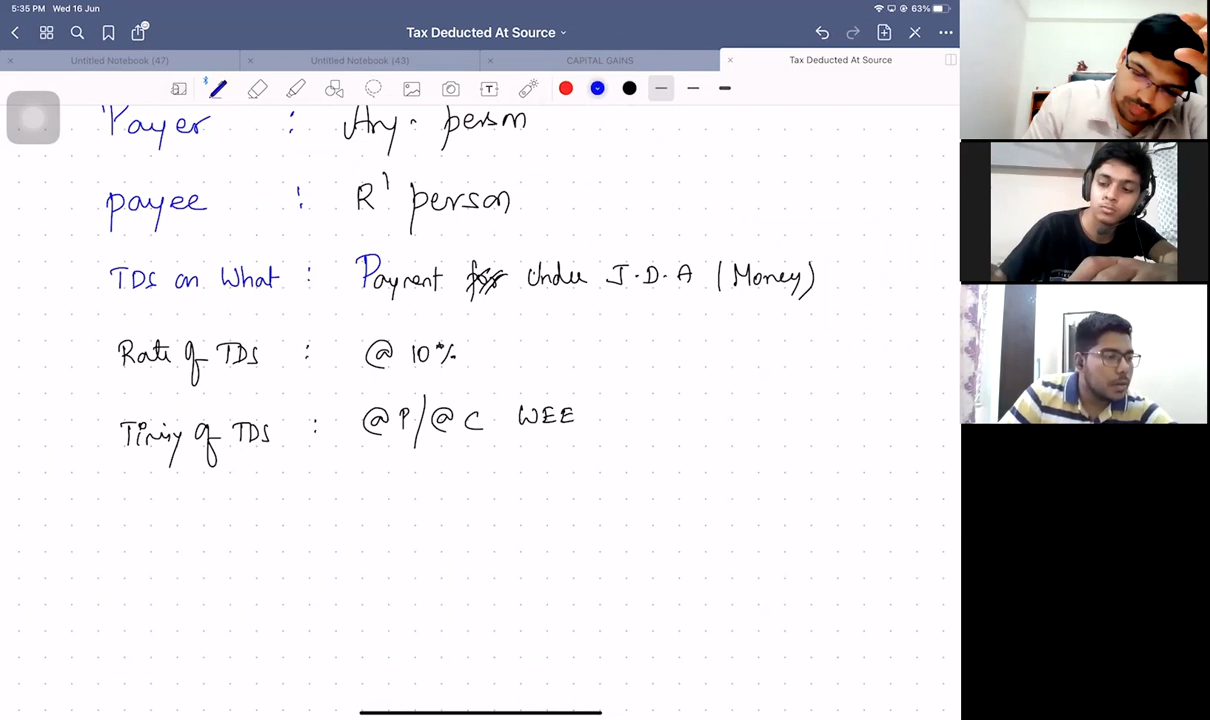 5:35 PM Wed 16 Jun
63%
Tax Deducted At Source
Untitled Notebook (47)
Untitled Notebook (43)
CAPITAL GAINS
Tax Deducted At Source
T
Payer : Any person
payee : R' person
TDS on What : Payment Under J.D.A (Money)
Rate of TDS : @ 10%
Timing of TDS : @ P/@ C WEE